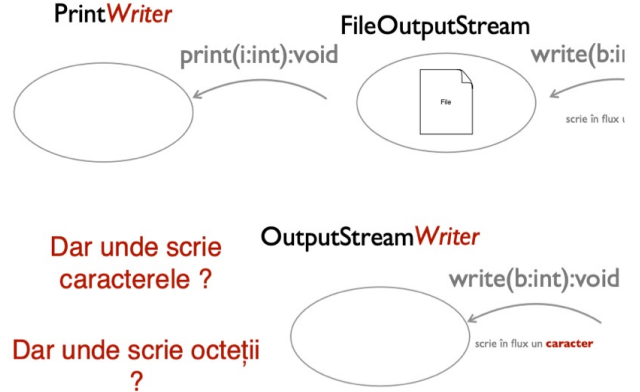 PrintWriter
FileOutputStream
print(i:int):void
write(b:i
File
scrie în flux
Dar unde scrie
caracterele ?
OutputStreamWriter
write(b:int):void
scrie în flux un caracter
Dar unde scrie octeții
?